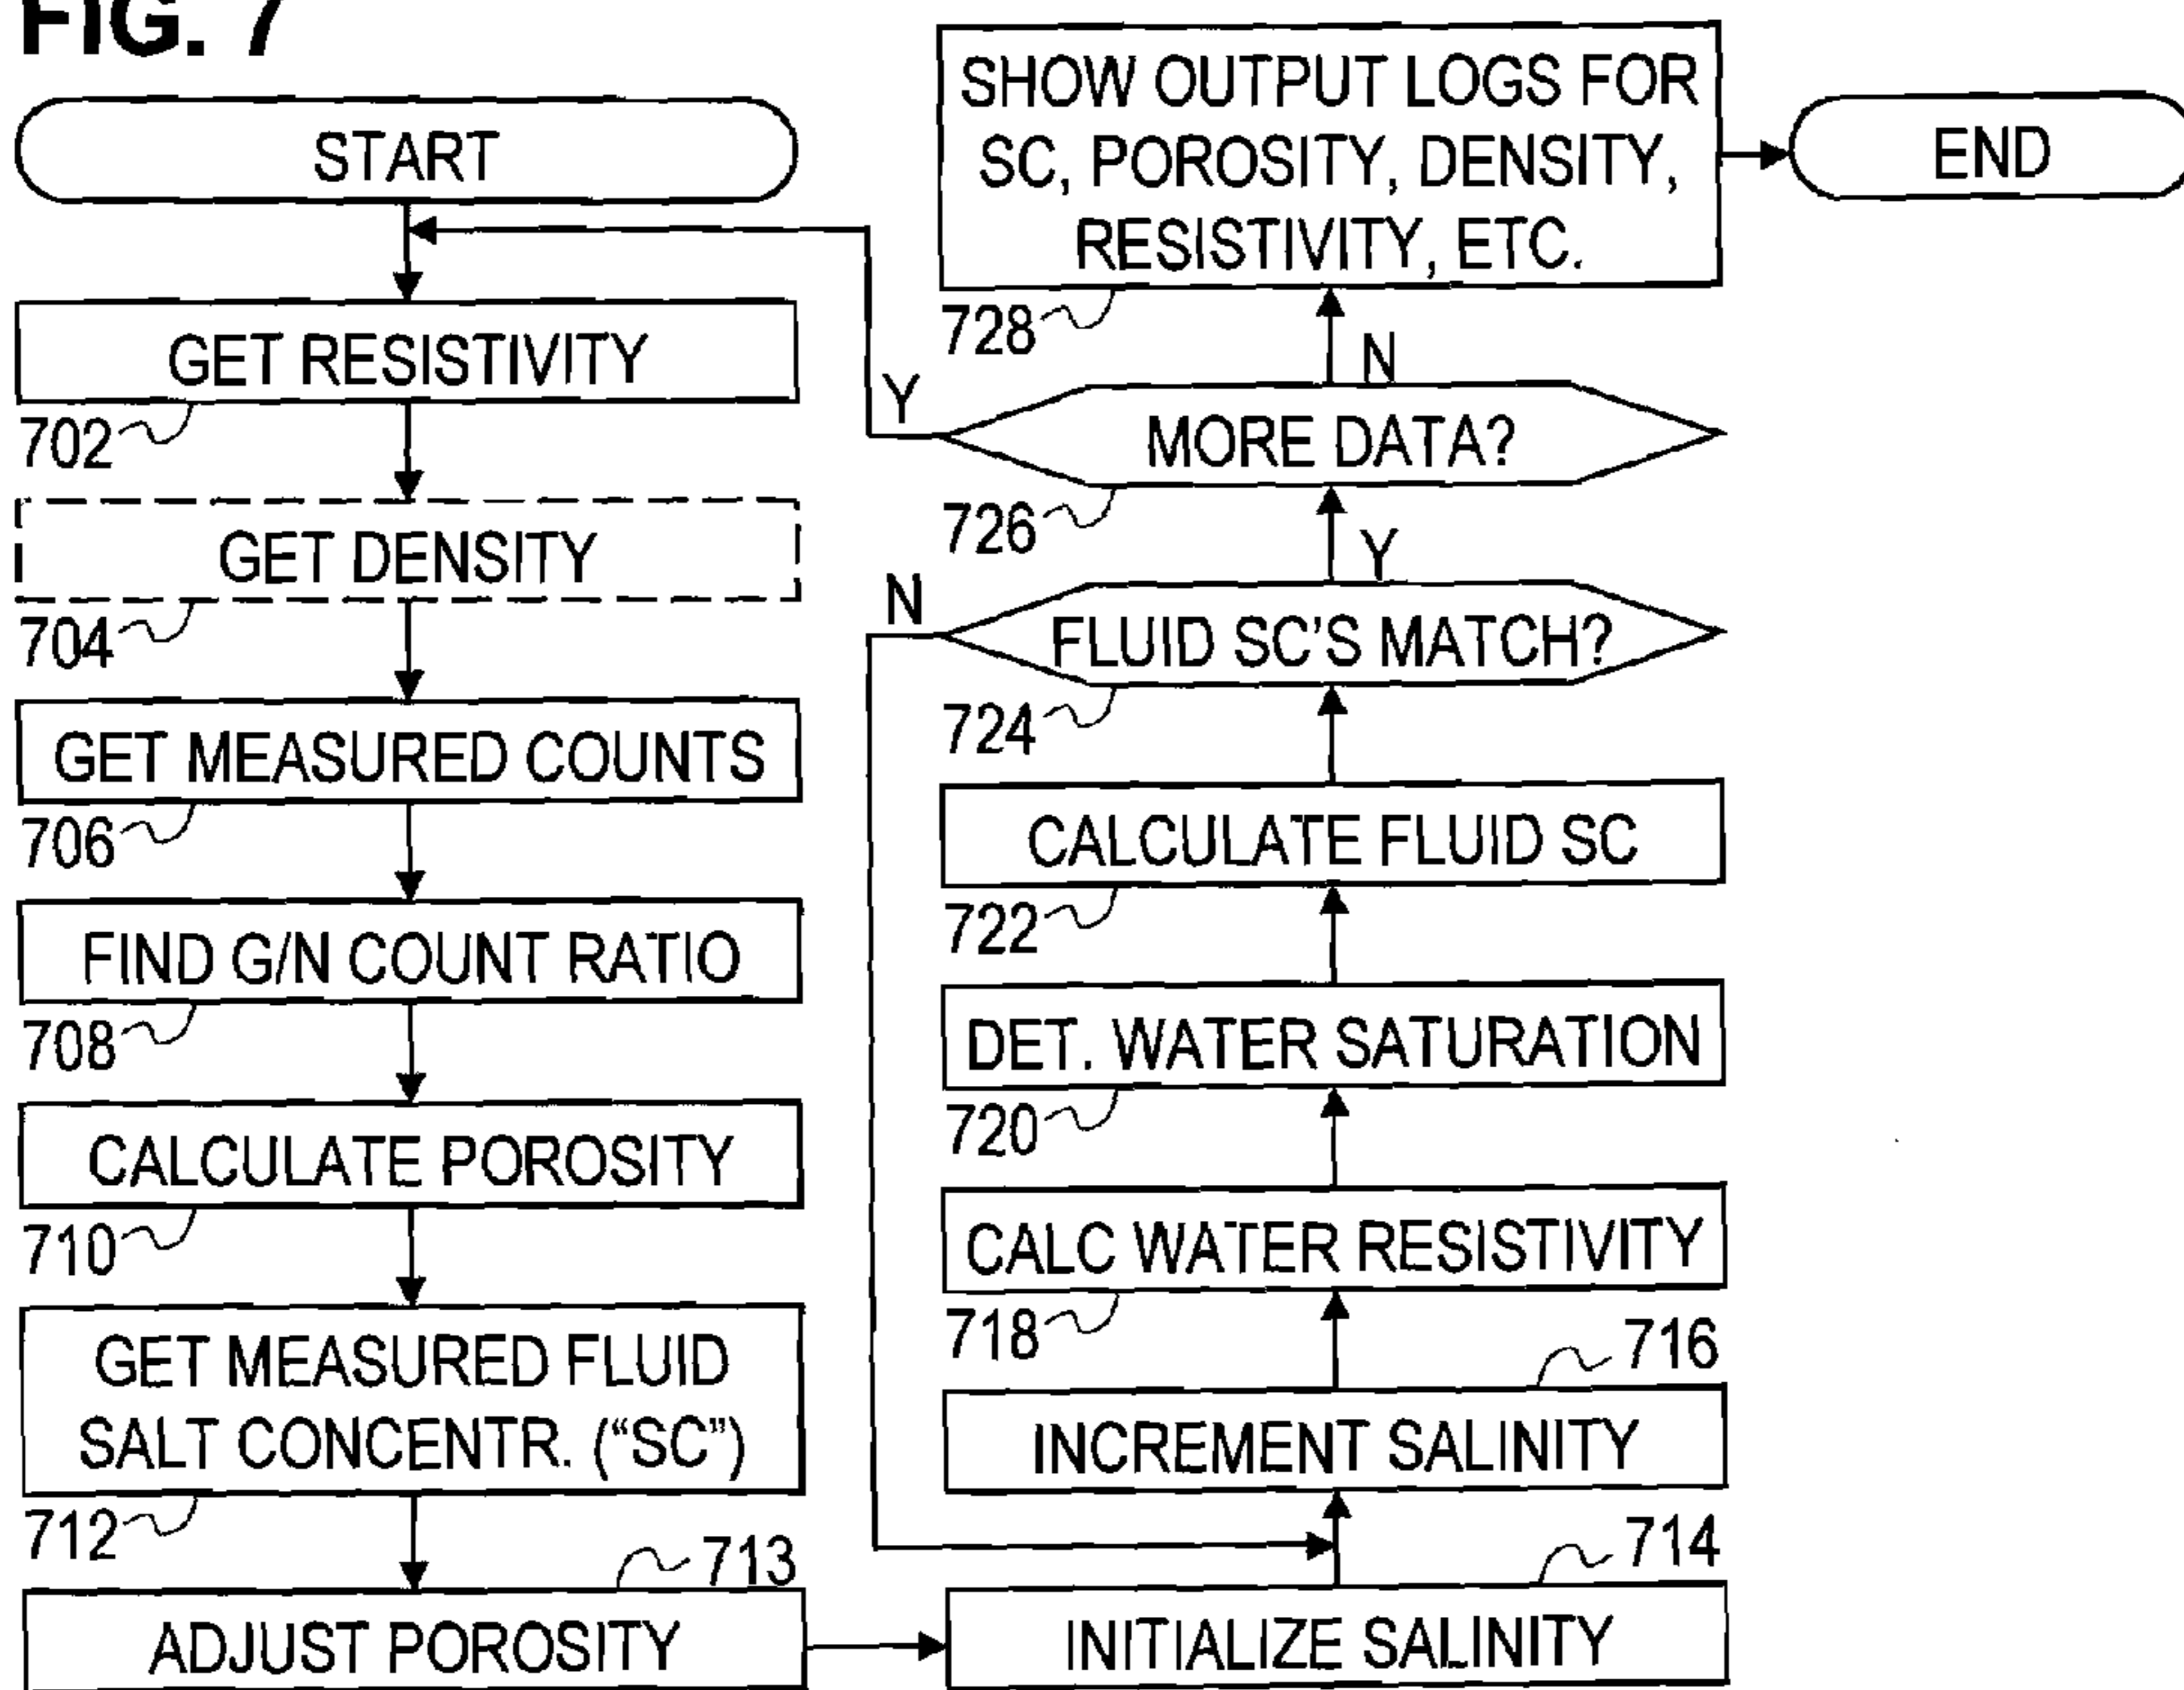 FIG. 7
START
GET RESISTIVITY
702
GET DENSITY
704
GET MEASURED COUNTS
706
FIND G/N COUNT RATIO
708
CALCULATE POROSITY
710
GET MEASURED FLUID
SALT CONCENTR. (“SC”)
712
713
ADJUST POROSITY
714
INITIALIZE SALINITY
716
INCREMENT SALINITY
CALC WATER RESISTIVITY
718
DET. WATER SATURATION
720
CALCULATE FLUID SC
722
FLUID SC’S MATCH?
724
N
Y
MORE DATA?
726
Y
N
SHOW OUTPUT LOGS FOR
SC, POROSITY, DENSITY,
RESISTIVITY, ETC.
728
END